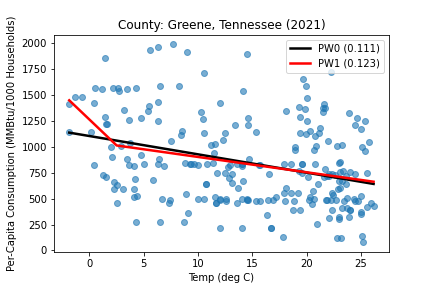 County: Greene, Tennessee (2021)
PW0 (0.111)
PW1 (0.123)
Per-Capita Consumption (MMBtu/1000 Households)
2000
1750
1500
1250
1000
750
500
250
0
0 5 10 15 20 25
Temp (deg C)